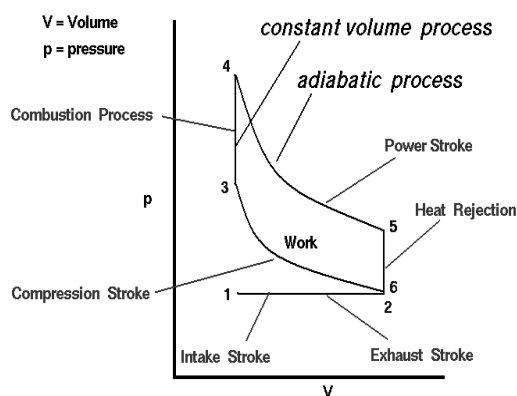 V = Volume
p = pressure
constant volume process
4
adiabatic process
Combustion Process
Power Stroke
3
p
5
Heat Rejection
Work
Compression Stroke
1
6
2
Intake Stroke
Exhaust Stroke
V